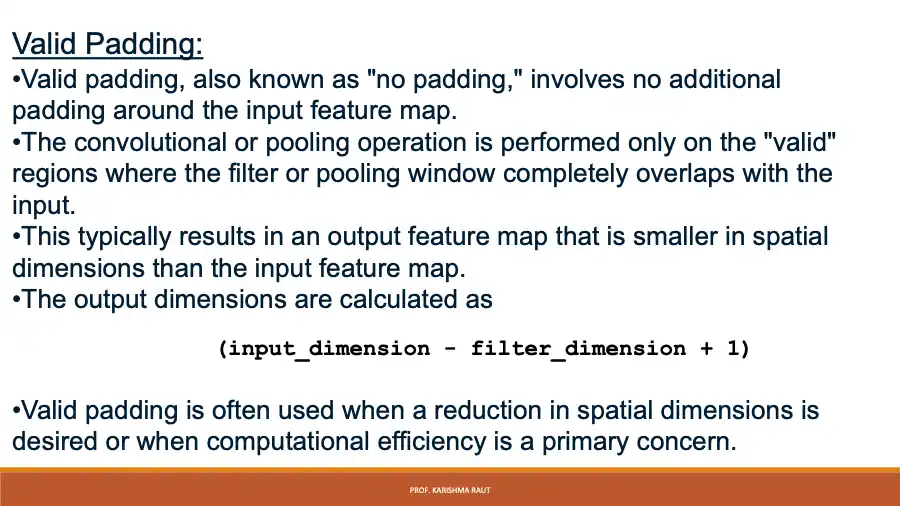 Valid Padding:
•Valid padding, also known as "no padding," involves no additional
padding around the input feature map.
•The convolutional or pooling operation is performed only on the "valid"
regions where the filter or pooling window completely overlaps with the
input.
•This typically results in an output feature map that is smaller in spatial
dimensions than the input feature map.
•The output dimensions are calculated as
(input_dimension - filter_dimension + 1)
•Valid padding is often used when a reduction in spatial dimensions is
desired or when computational efficiency is a primary concern.
PROF. KARISHMA RAUT